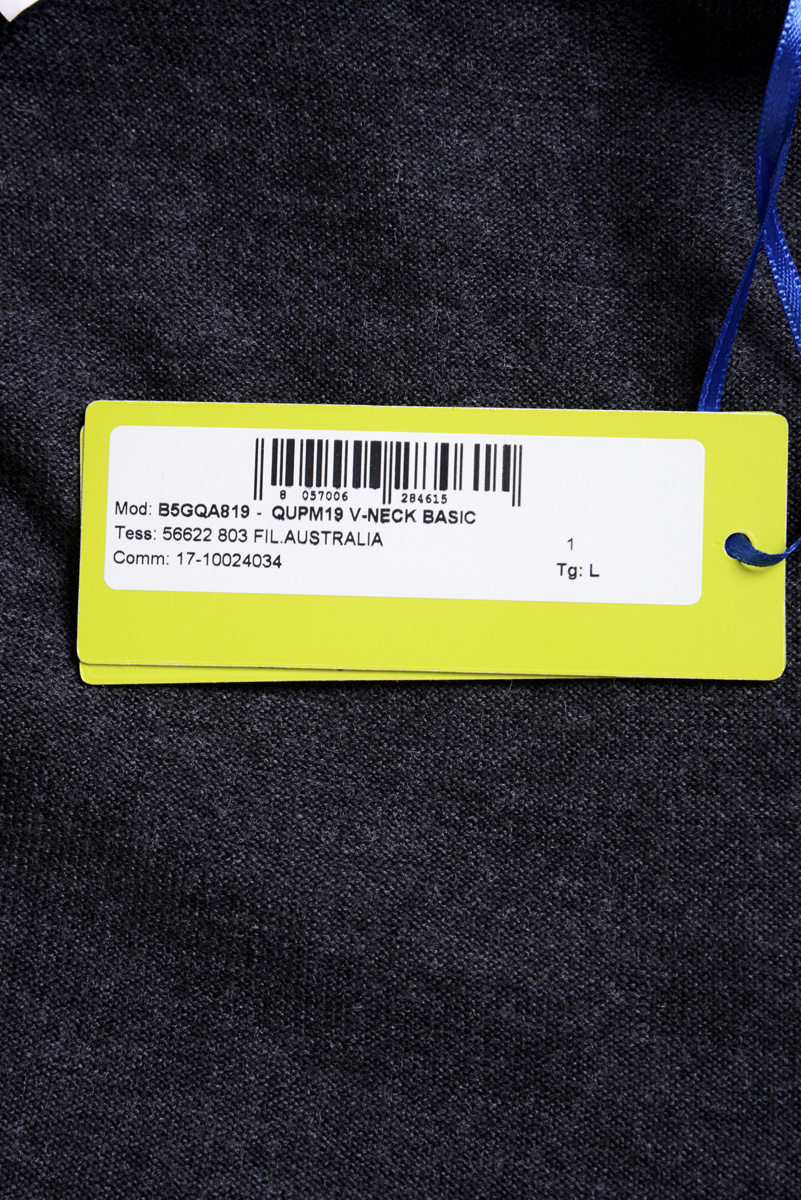 8 057006 284615
Mod: B5GQA819 - QUPM19 V-NECK BASIC
Tess: 56622 803 FIL.AUSTRALIA
1
Comm: 17-10024034
Tg: L